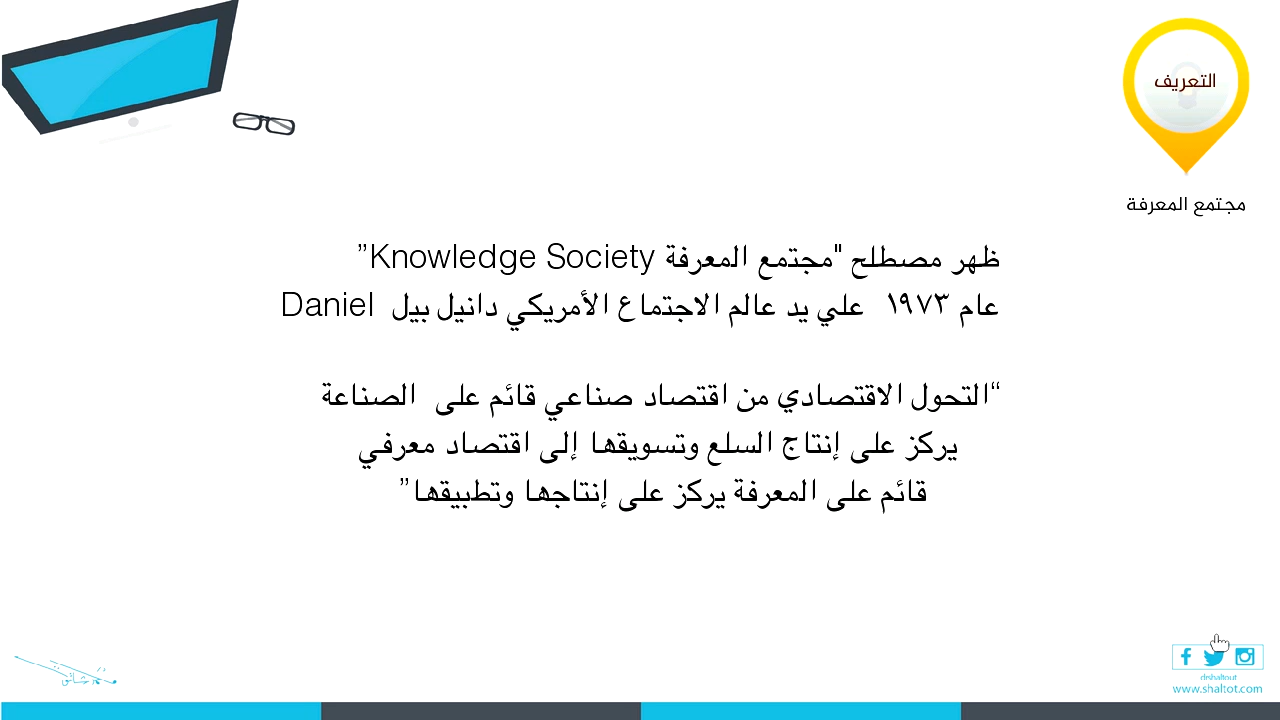 التعريف
مجتمع المعرفة
ظهر مصطلح "مجتمع المعرفة Knowledge Society”
عام ١٩٧٣ علي يد عالم الاجتماع الأمريكي دانيل بيل Daniel
“التحول الاقتصادي من اقتصاد صناعي قائم على الصناعة
يركز على إنتاج السلع وتسويقها إلى اقتصاد معرفي
قائم على المعرفة يركز على إنتاجها وتطبيقها”
drshaltout
www.shaltot.com